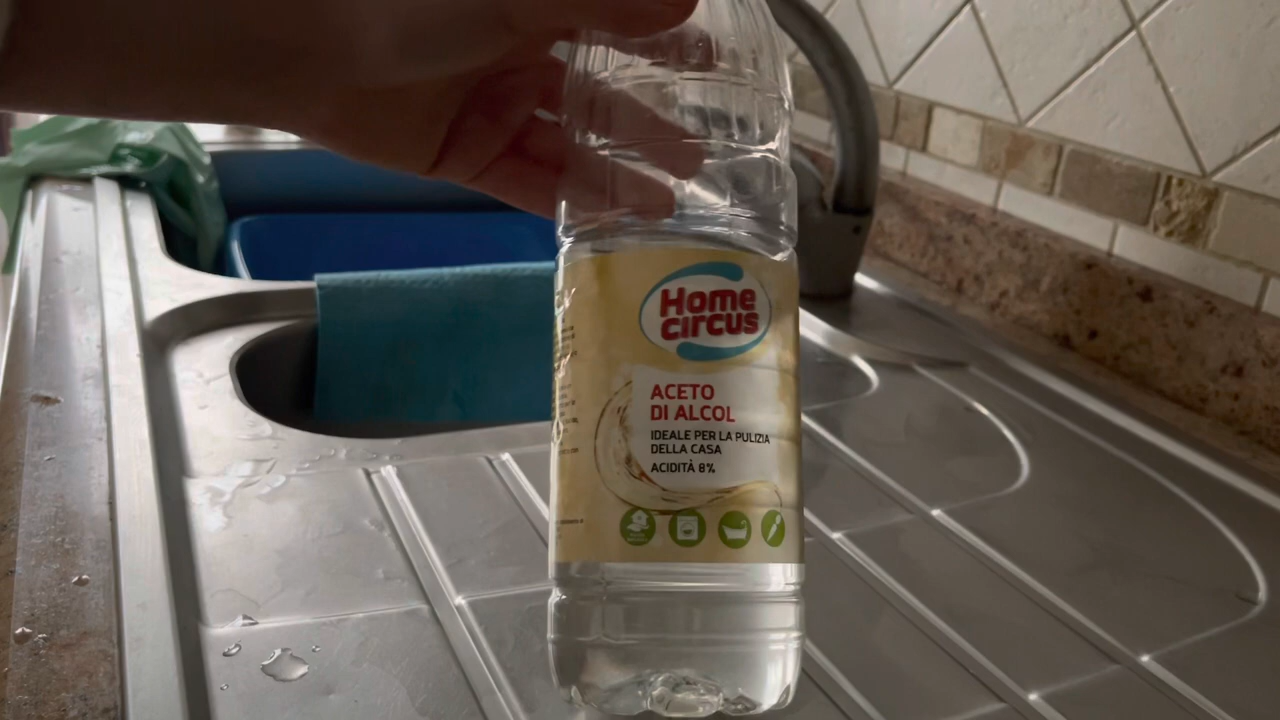 Home
circus
ACETO
DI ALCOL
IDEALE PER LA PULIZIA
DELLA CASA
ACIDITÀ 8%